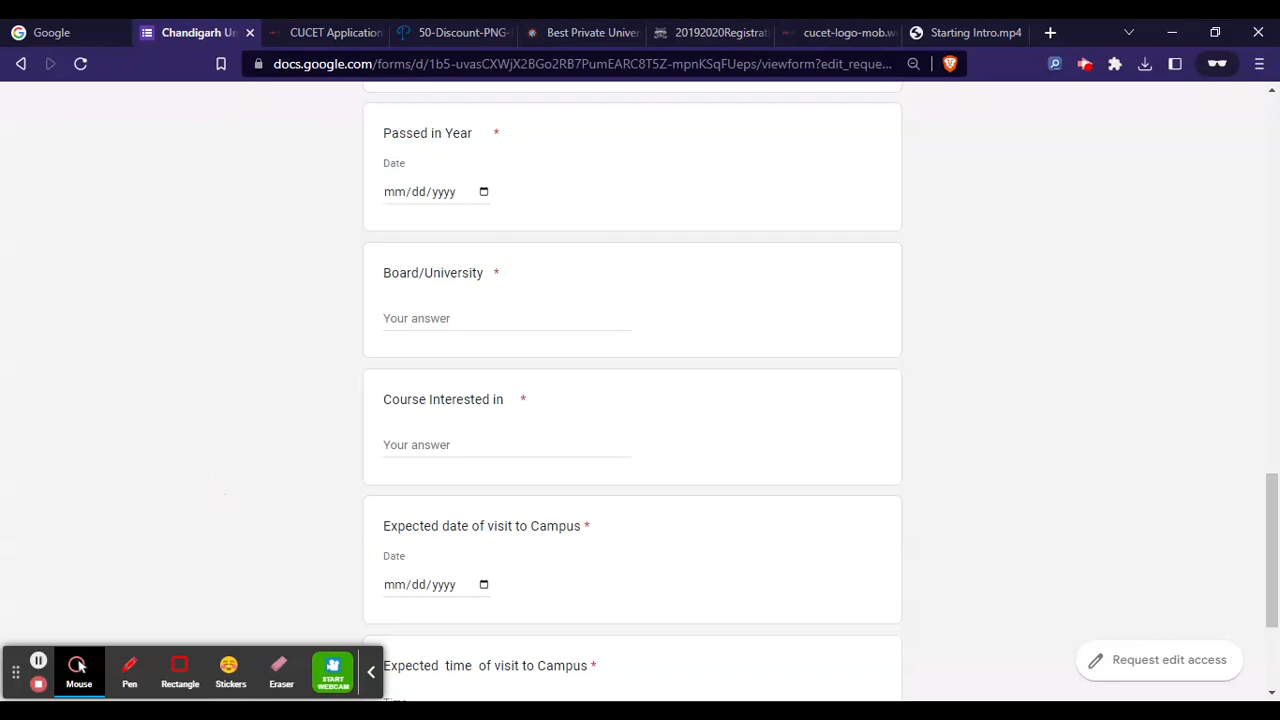 Google
Chandigarh Un
CUCET Application
50-Discount-PNG-
Best Private Univer
20192020Registrat
cucet-logo-mob.w
Starting Intro.mp4
docs.google.com/forms/d/1b5-uvasCXWjX2BGo2RB7PumEARC8T5Z-mpnKSqFUeps/viewform?edit_reque...
Passed in Year *
Date
mm/dd/yyyy
Board/University *
Your answer
Course Interested in *
Your answer
Expected date of visit to Campus *
Date
mm/dd/yyyy
Expected time of visit to Campus *
Mouse
Pen
Rectangle
Stickers
Eraser
START
WEBCAM
Request edit access